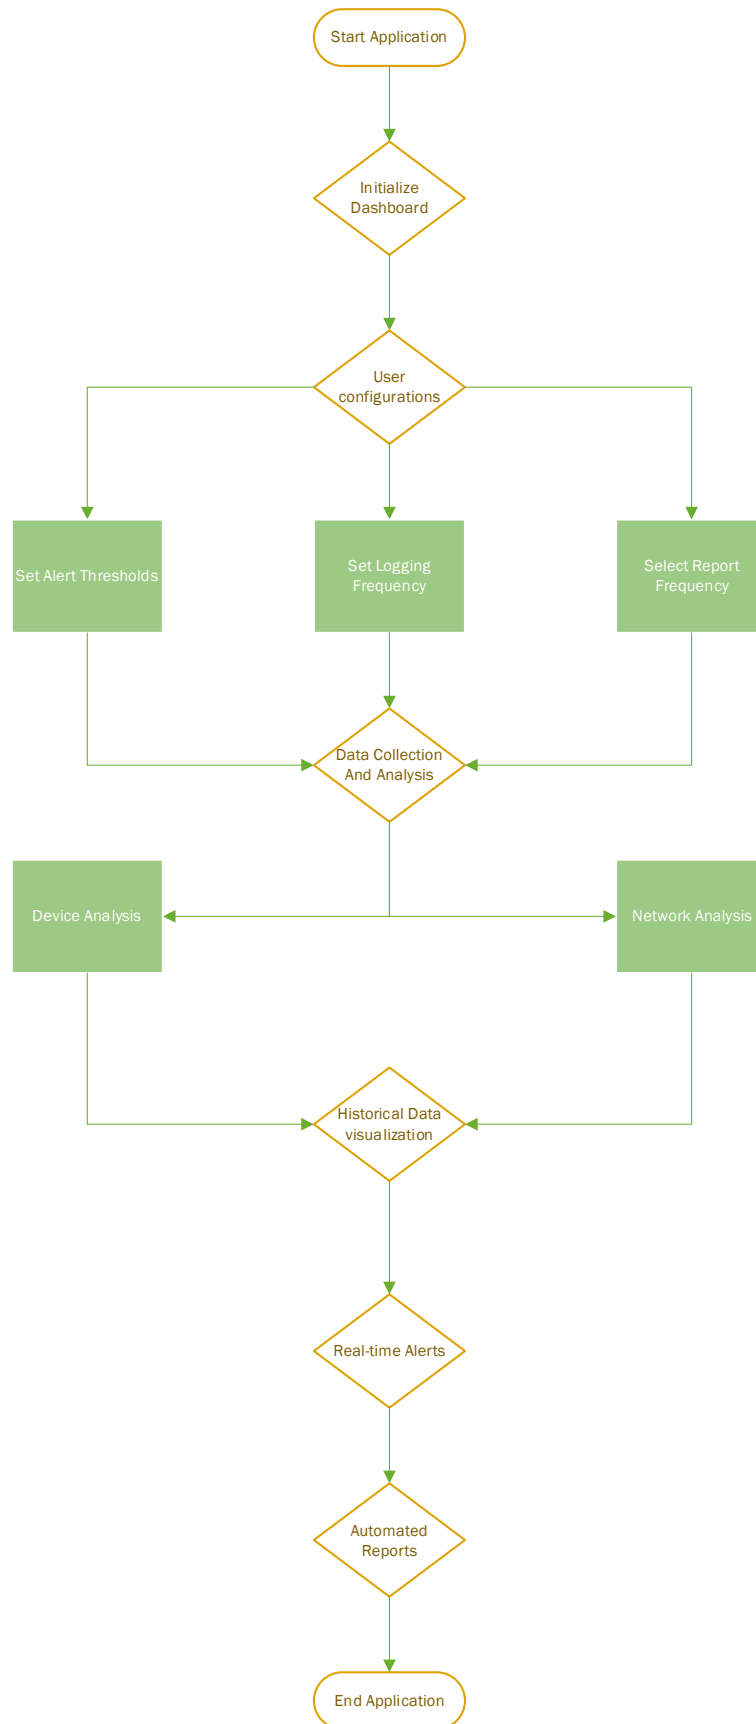 Start Application
Initialize
Dashboard
User
configurations
Set Alert Thresholds
Set Logging
Frequency
Select Report
Frequency
Data Collection
And Analysis
Device Analysis
Network Analysis
Historical Data
visualization
Real-time Alerts
Automated
Reports
End Application